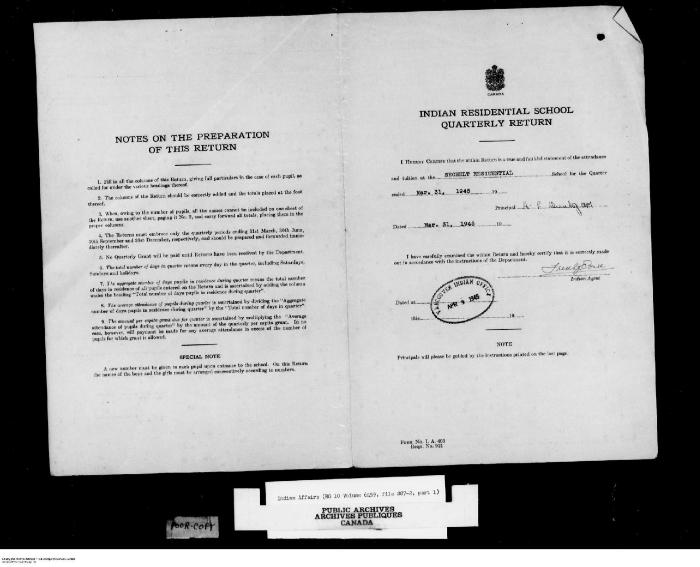 NOTES ON THE PREPARATION
OF THIS RETURN
1. Fill in all the columns of this Return, giving full particulars in the case of each pupil, as
called for under the various headings thereof.
2. The columns of the Return should be correctly added and the totals placed at the foot
thereof.
3. When, owing to the number of pupils, all the names cannot be included on one sheet of
the Return, use another sheet, paging it No. 2, and carry forward all totals, placing them in the
proper columns.
4. The Returns must embrace only the quarterly periods ending 31st March, 30th June,
30th September and 31st December, respectively, and should be prepared and forwarded immediately thereafter.
5. No Quarterly Grant will be paid until Returns have been received by the Department.
6. The total number of days in quarter means every day in the quarter, including Saturdays,
Sundays and holidays.
7. The aggregate number of days in residence during quarter means the total number
of days in residence of all pupils entered on the Return and is ascertained by adding the column
under the heading "Total number of days pupils in residence during quarter".
8. The average attendance of pupils during quarter is ascertained by dividing the "Aggregate
number of days pupils in residence during quarter" by the "Total number of days in quarter".
9. The amount per capita grant due for quarter is ascertained by multiplying the "Average
attendance of pupils during quarter" by the amount of the quarterly per capita grant. In no
case, however, will payment be made for any average attendance in excess of the number of
pupils for which grant is allowed.
SPECIAL NOTE
A new number must be given to each pupil upon entrance to the school. On this Return
the names of the boys and the girls must be arranged consecutively according to numbers.
CANADA
INDIAN RESIDENTIAL SCHOOL
QUARTERLY RETURN
I HEREBY CERTIFY that the within Return is a true and faithful statement of the attendance
and tuition at the SECHELT RESIDENTIAL School for the Quarter
ended Mar. 31, 1945 19
Principal
Dated Mar. 31, 1945 19
I have carefully examined the within Return and hereby certify that it is correctly made
out in accordance with the instructions of the Department.
Indian Agent
Dated at
VANCOUVER INDIAN OFFICE
APR 9 1945
this 19
NOTE
Principals will please be guided by the instructions printed on the last page.
Form No. I. A. 403
Reqn. No. 921
Indian Affairs (RG 10 Volume 6459, file 887-2, part 1)
PUBLIC ARCHIVES
ARCHIVES PUBLIQUES
CANADA
POOR COPY